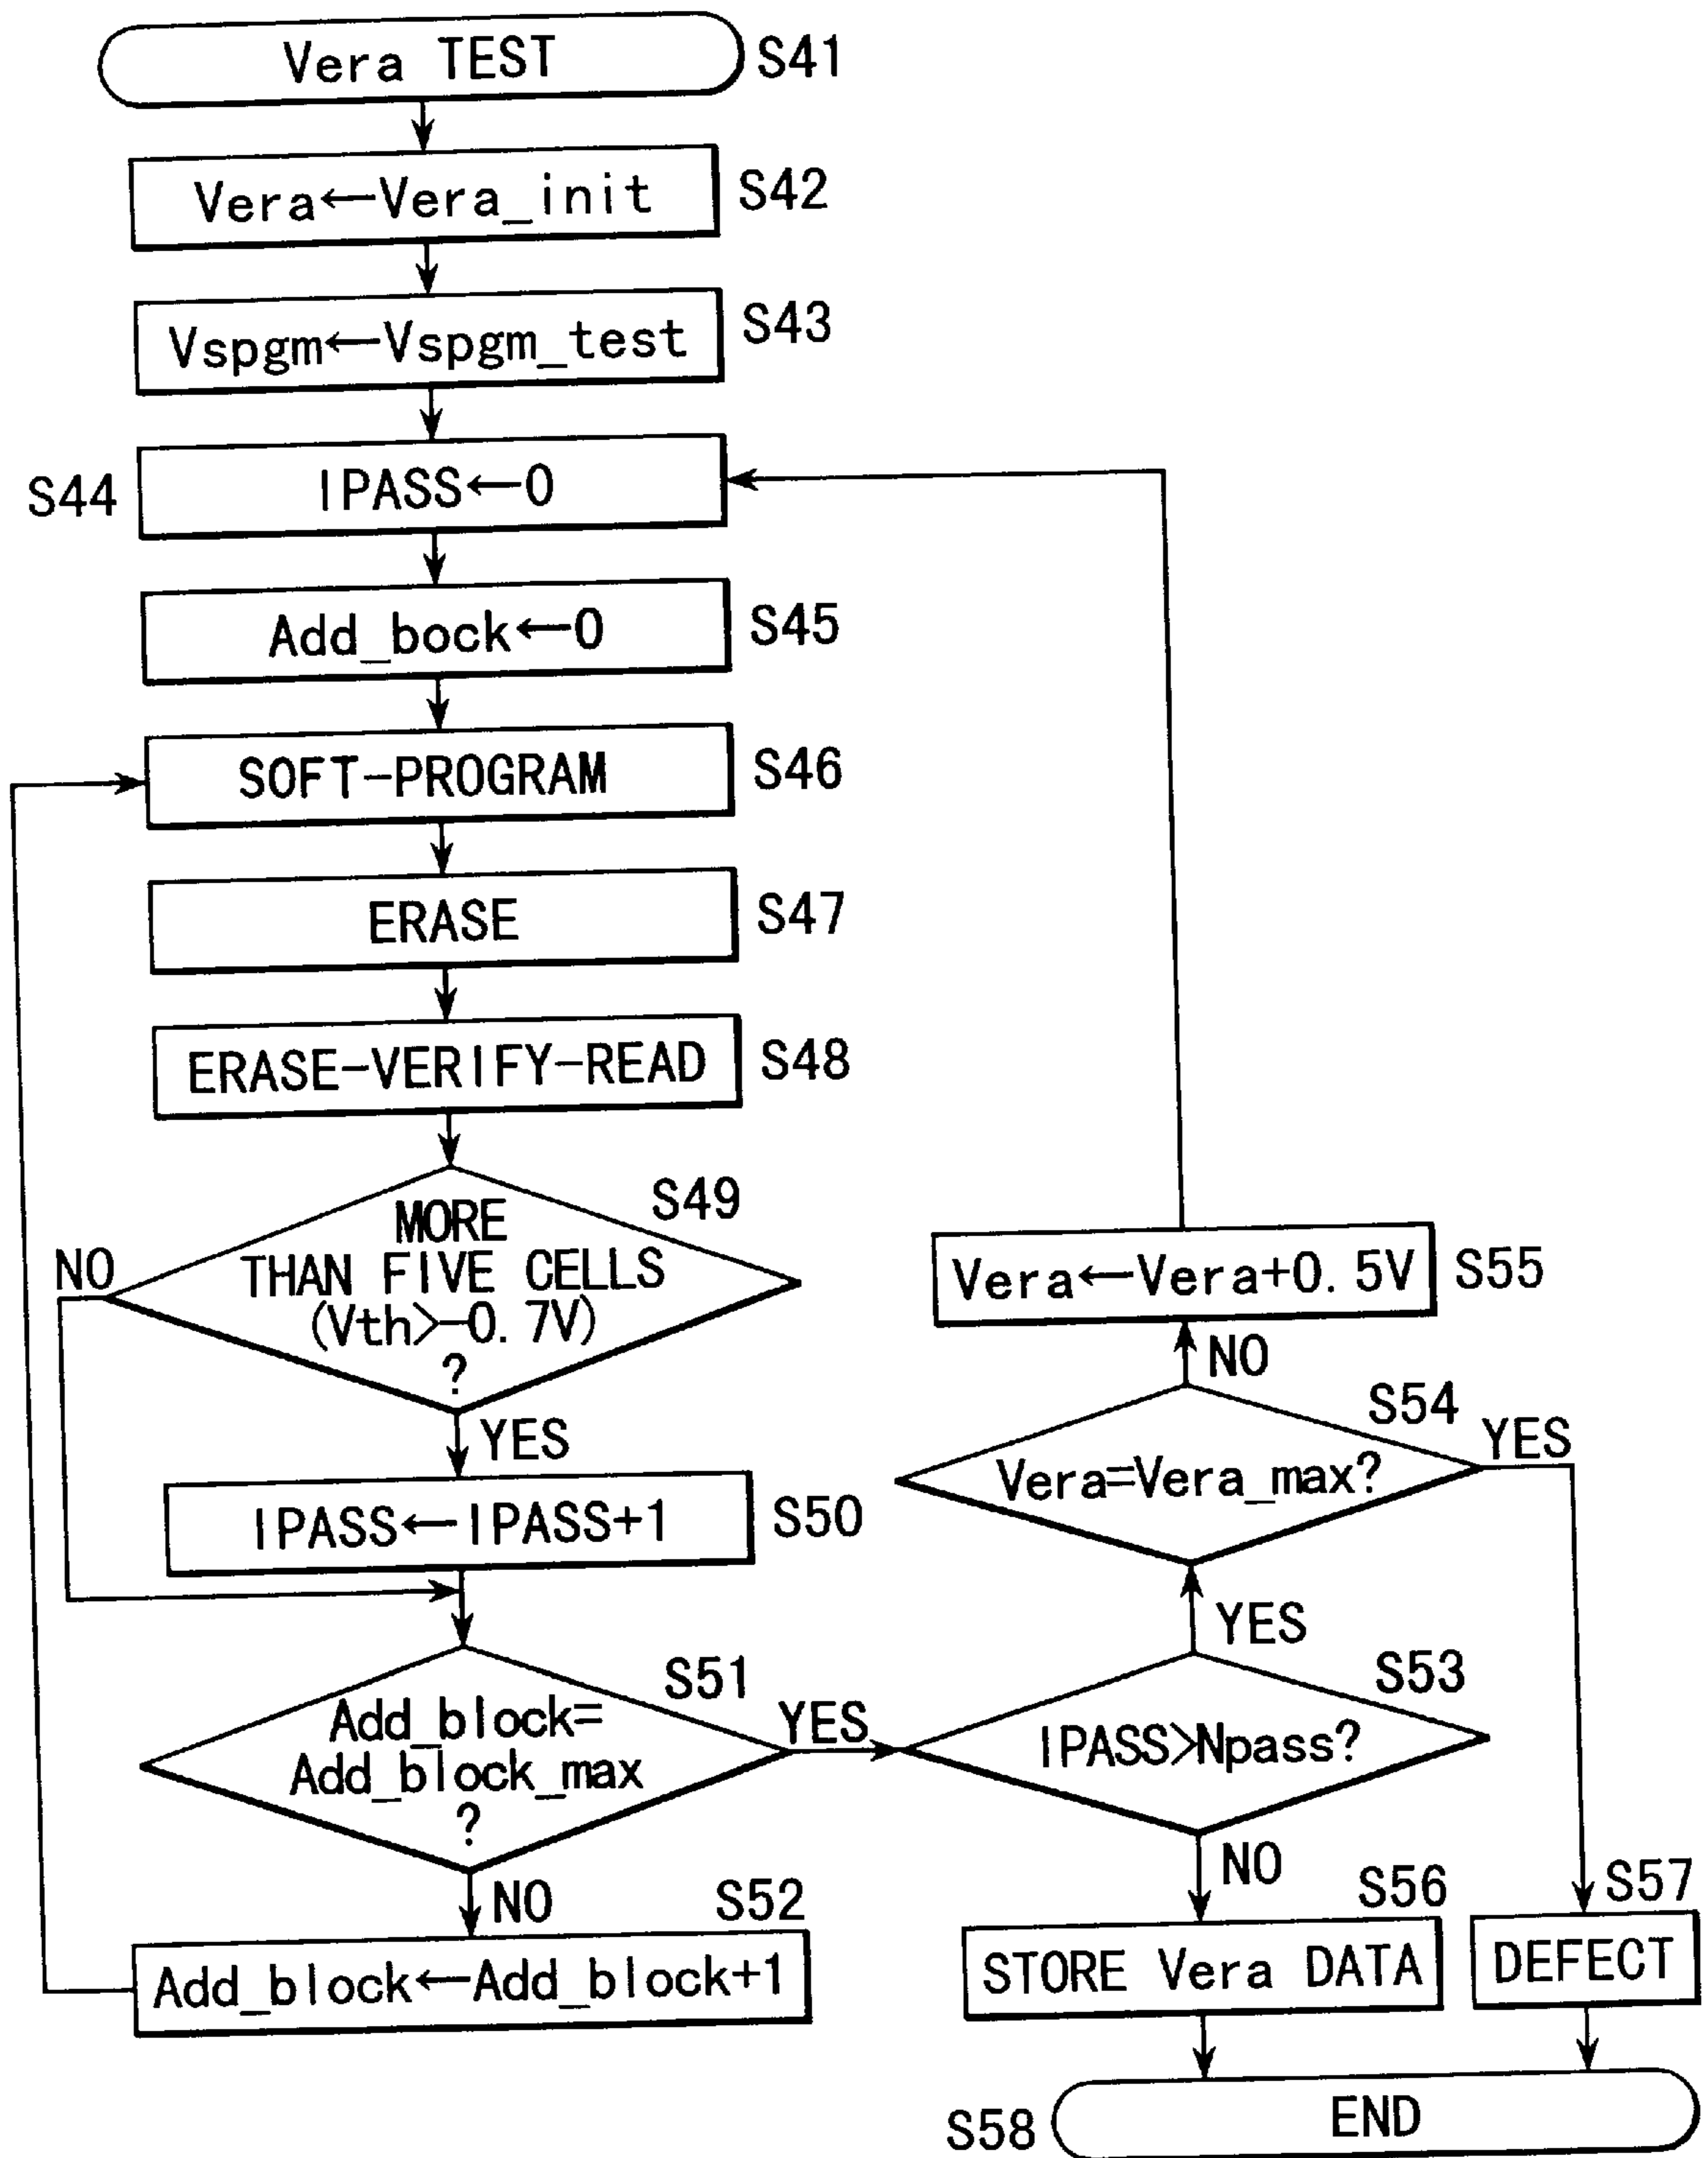 Vera TEST S41
Vera←Vera_init S42
Vspgm←Vspgm_test S43
S44 IPASS←0
Add_bock←0 S45
SOFT-PROGRAM S46
ERASE S47
ERASE-VERIFY-READ S48
S49
MORE
THAN FIVE CELLS
(Vth>-0.7V)
?
NO
YES
IPASS←IPASS+1 S50
S51
Add_block=
Add_block_max
?
YES
NO
S52
Add_block←Add_block+1
S53
IPASS>Npass?
YES
NO
S54
Vera=Vera_max?
YES
NO
Vera←Vera+0.5V S55
S56
STORE Vera DATA
S57
DEFECT
S58 END